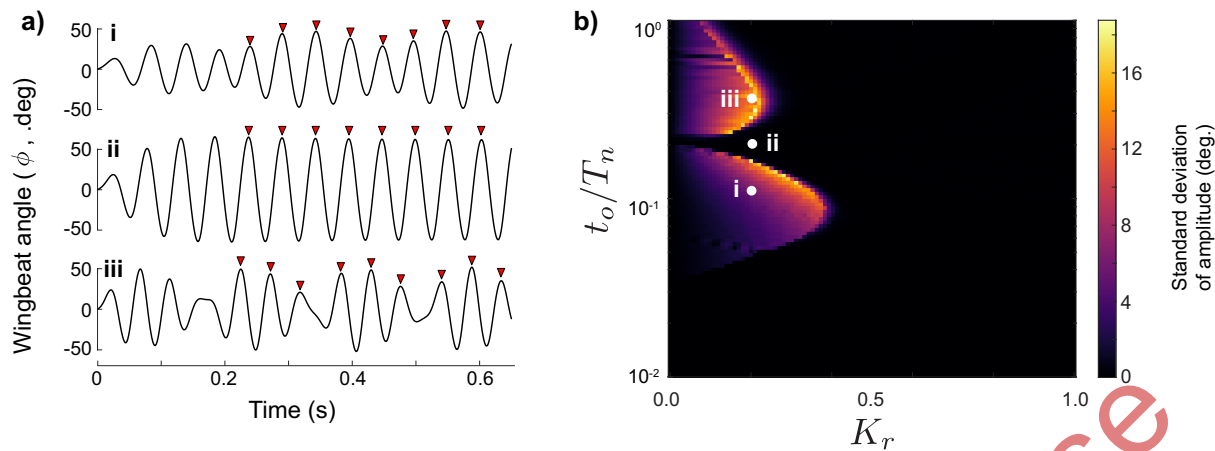 a)
i
50
0
-50
ii
50
0
-50
iii
50
0
-50
Wingbeat angle ( ϕ , .deg)
0
0.2
0.4
0.6
Time (s)
b)
10⁰
10⁻¹
10⁻²
t_o/T_n
iii
ii
i
0.0
0.5
1.0
K_r
16
12
8
4
0
Standard deviation
of amplitude (deg.)